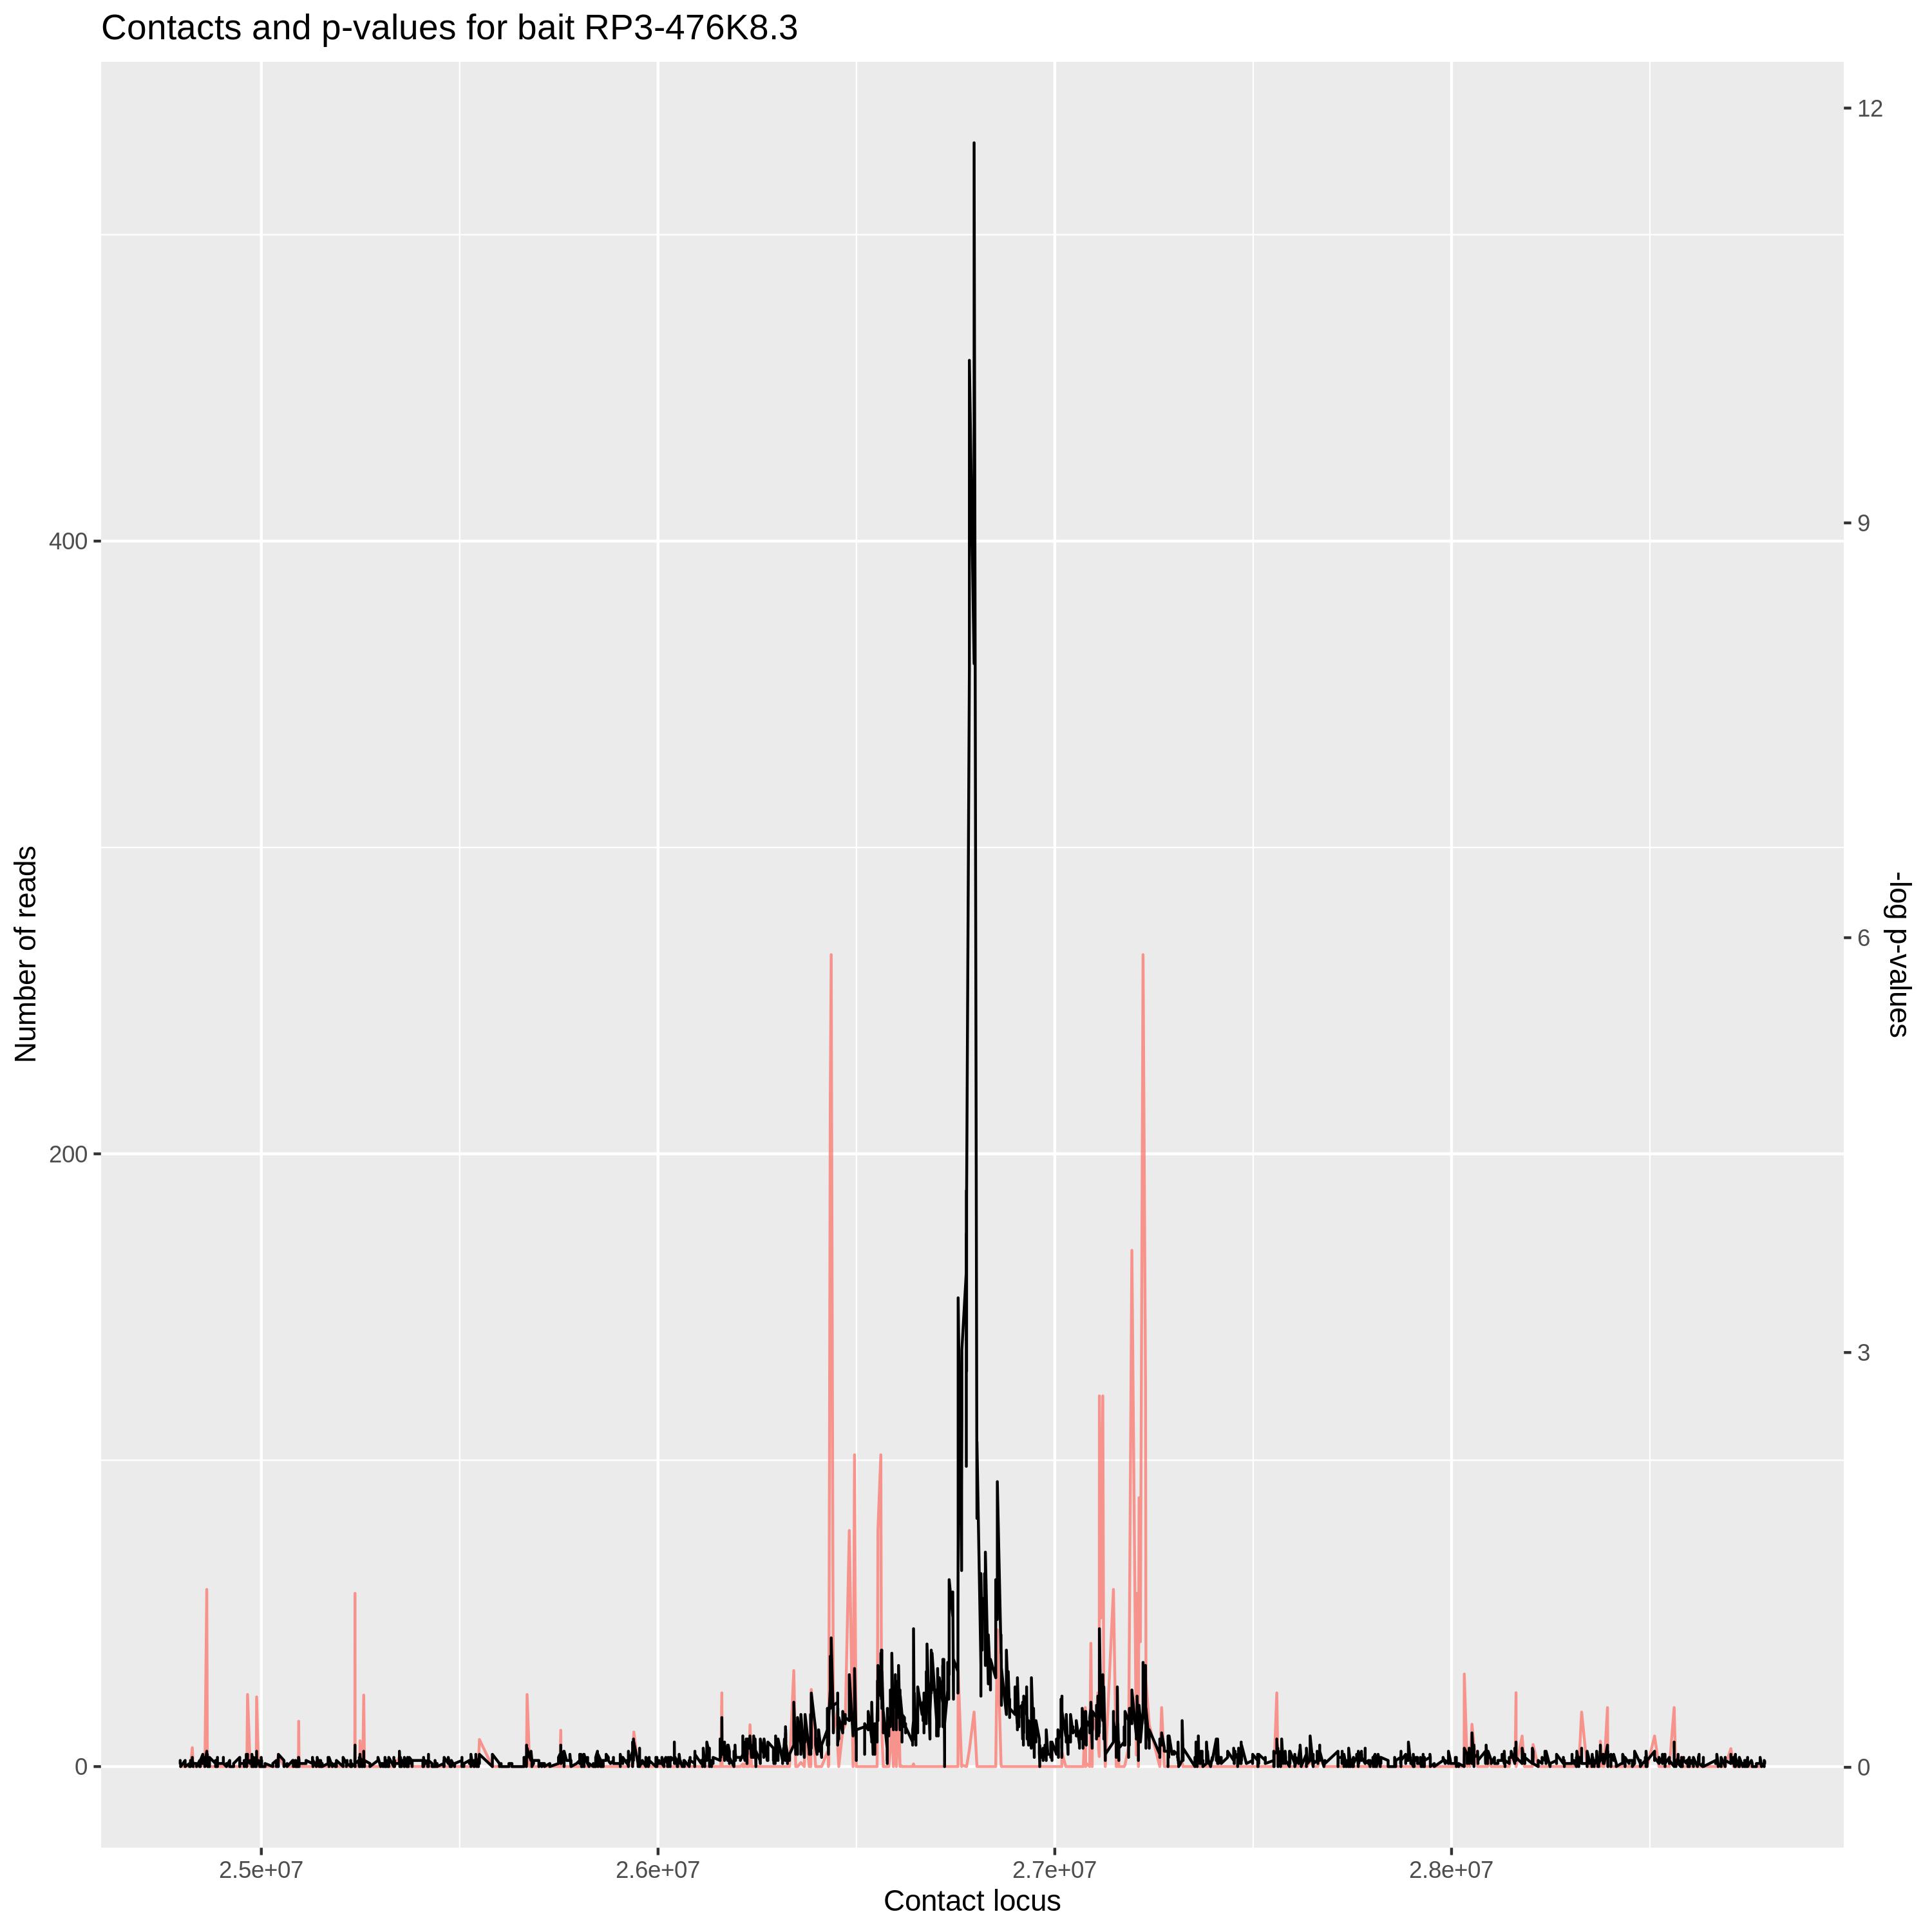 Contacts and p-values for bait RP3-476K8.3
Number of reads
400
200
0
12
9
6
3
0
-log p-values
2.5e+07
2.6e+07
2.7e+07
2.8e+07
Contact locus